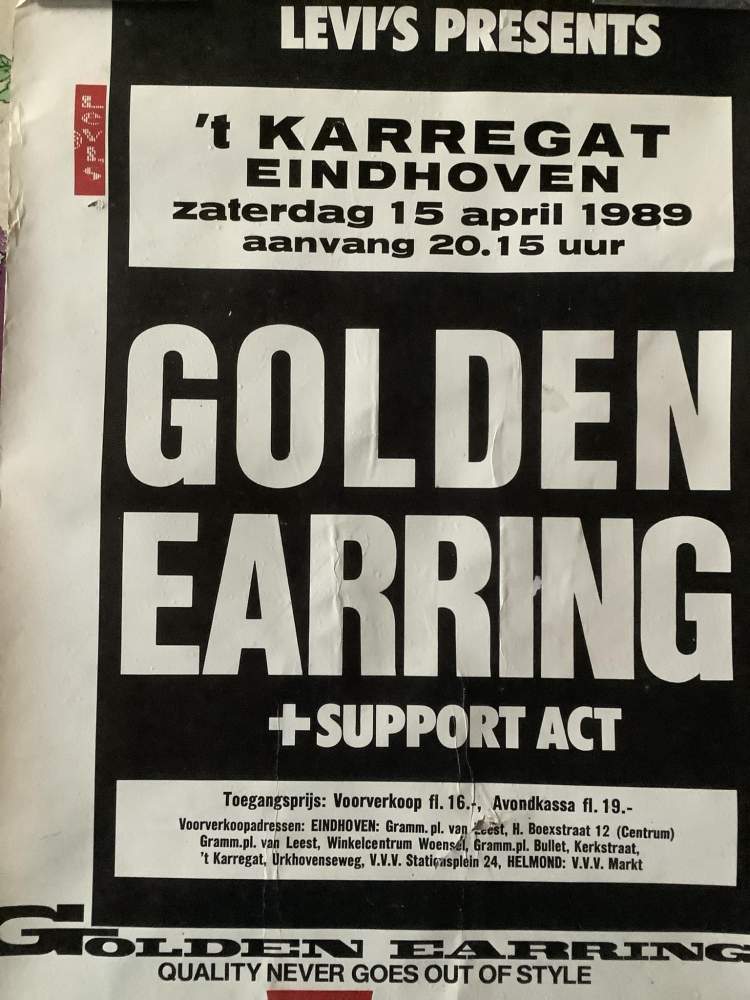 LEVI'S PRESENTS
't KARREGAT
EINDHOVEN
zaterdag 15 april 1989
aanvang 20.15 uur
GOLDEN
EARRING
+SUPPORT ACT
Toegangsprijs: Voorverkoop fl. 16.-, Avondkassa fl. 19.-
Voorverkoopadressen: EINDHOVEN: Gramm. pl. van Leest, H. Boexstraat 12 (Centrum)
Gramm.pl. van Leest, Winkelcentrum Woensel, Gramm.pl. Bullet, Kerkstraat,
't Karregat, Urkhovenseweg, V.V.V. Stationsplein 24, HELMOND: V.V.V. Markt
GOLDEN EARRING
QUALITY NEVER GOES OUT OF STYLE